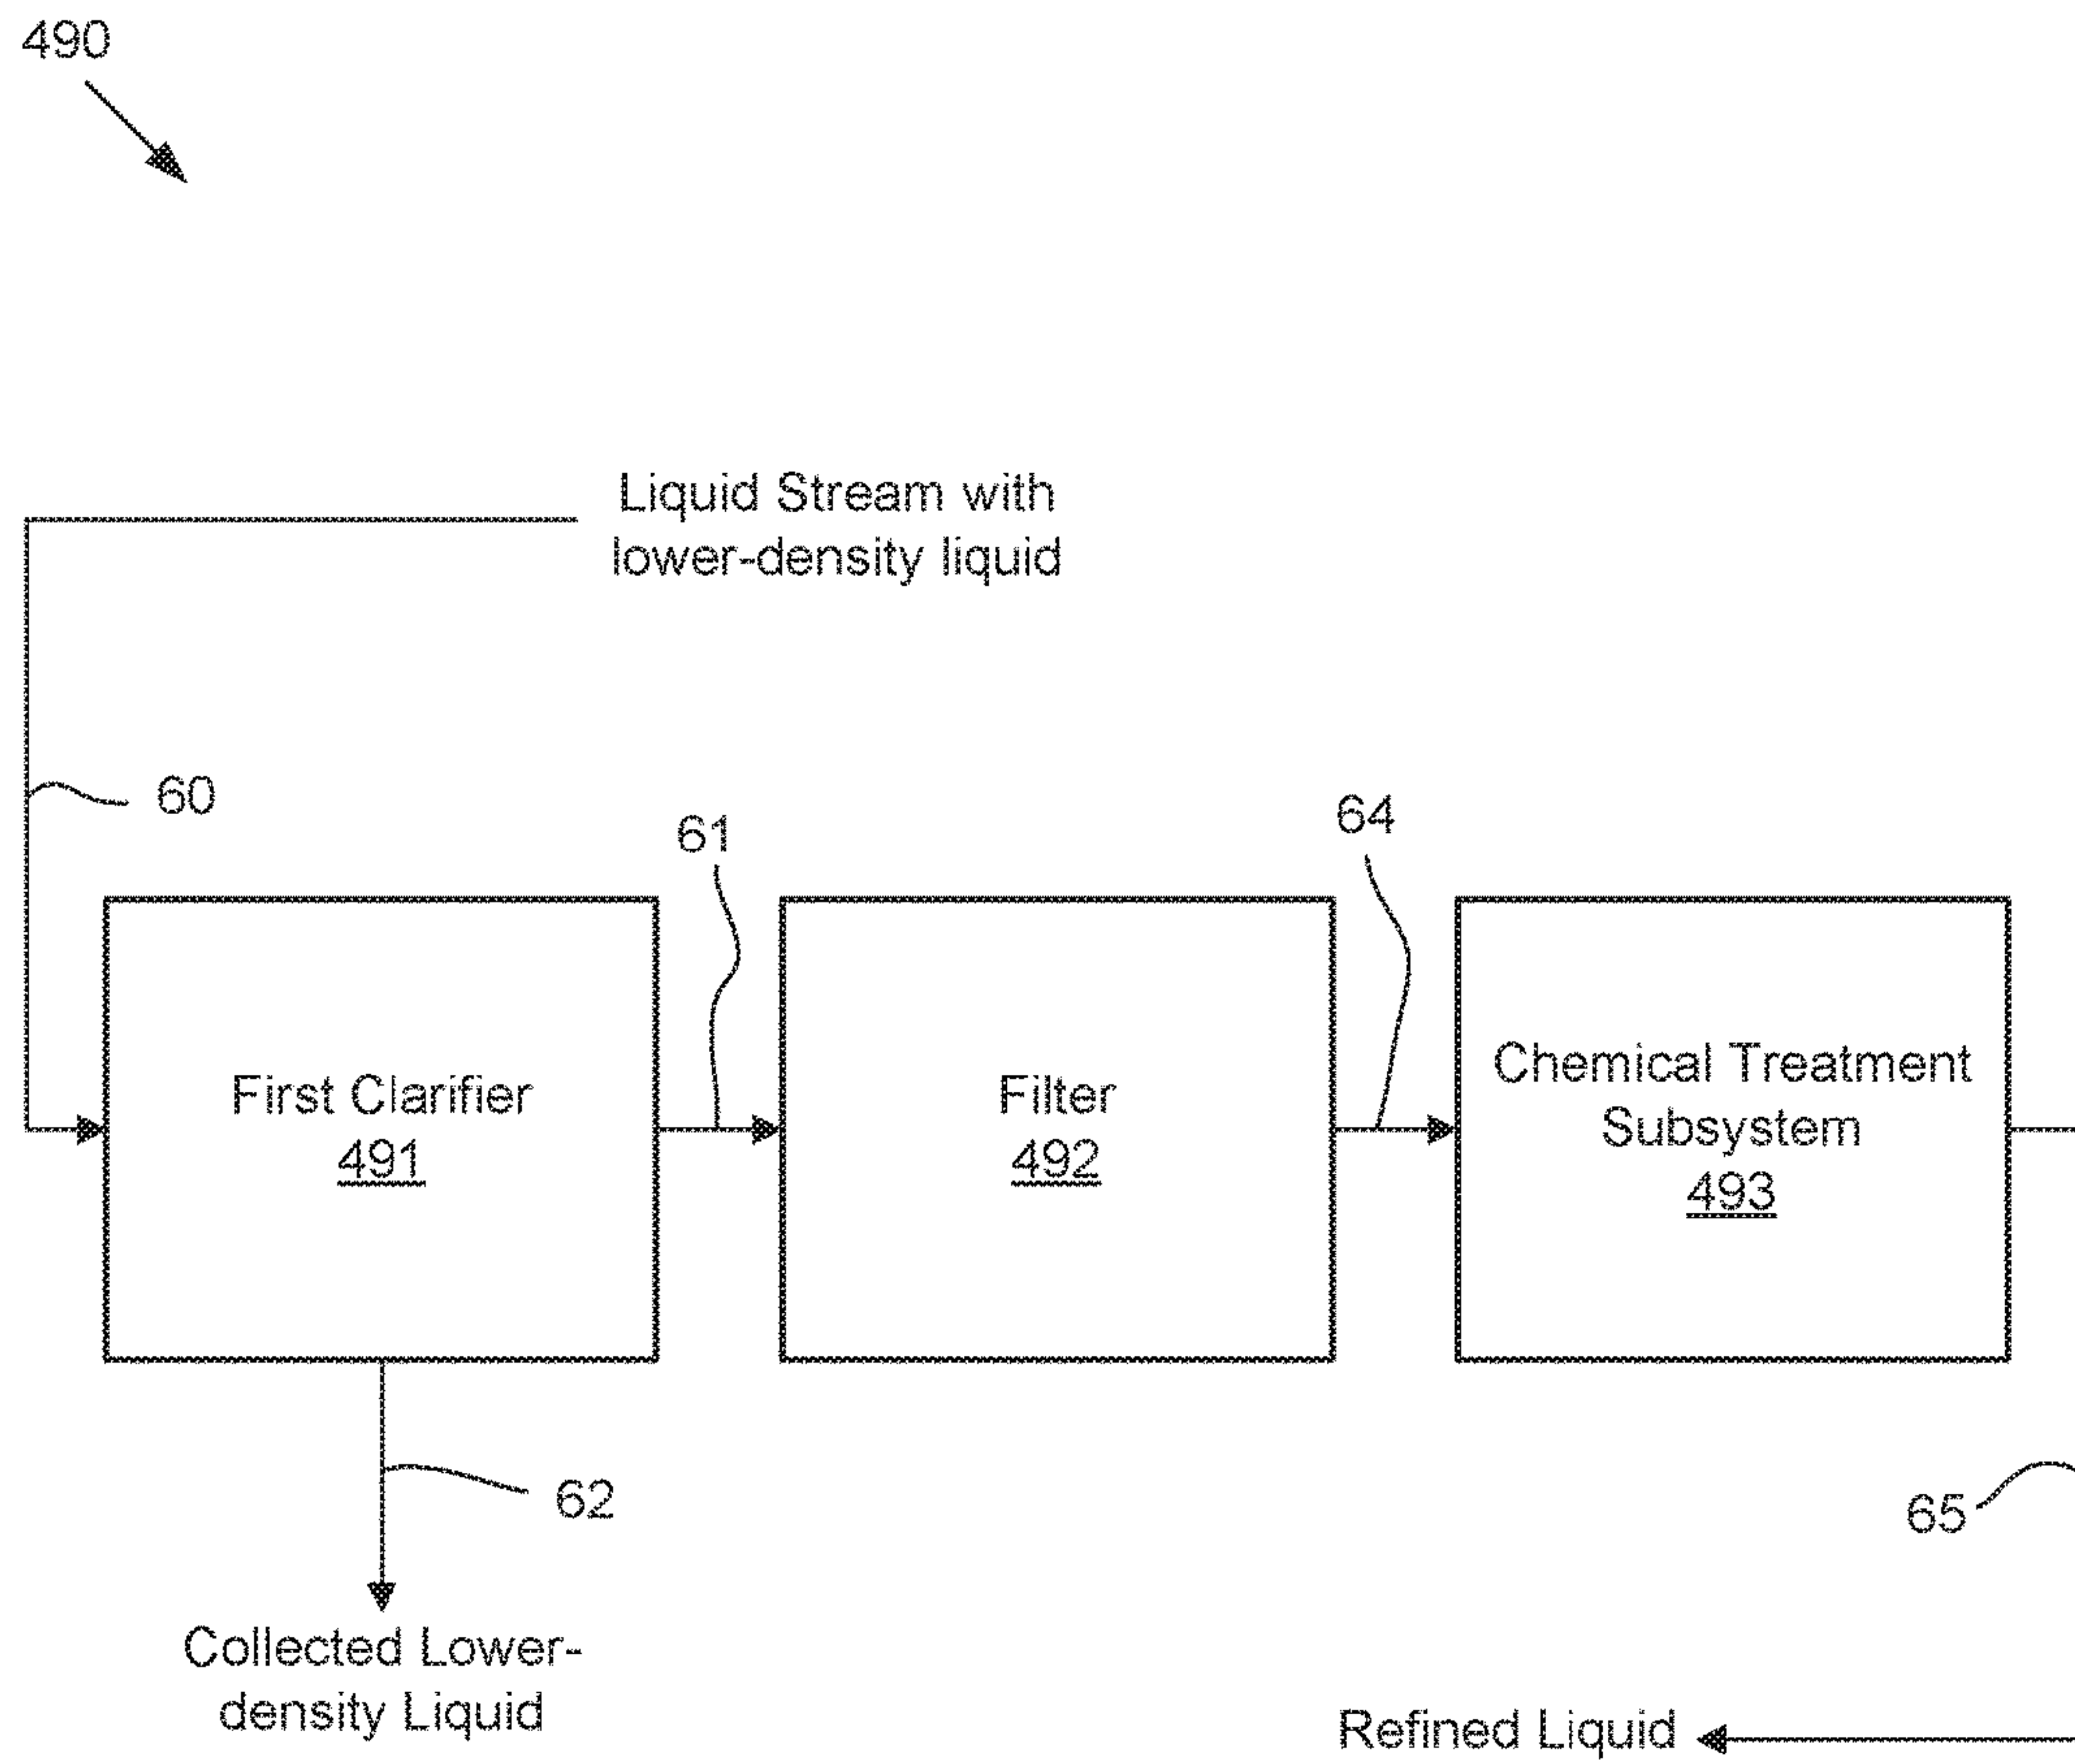 490
Liquid Stream with
lower-density liquid
60
61
64
First Clarifier
491
Filter
492
Chemical Treatment
Subsystem
493
62
65
Collected Lower-
density Liquid
Refined Liquid